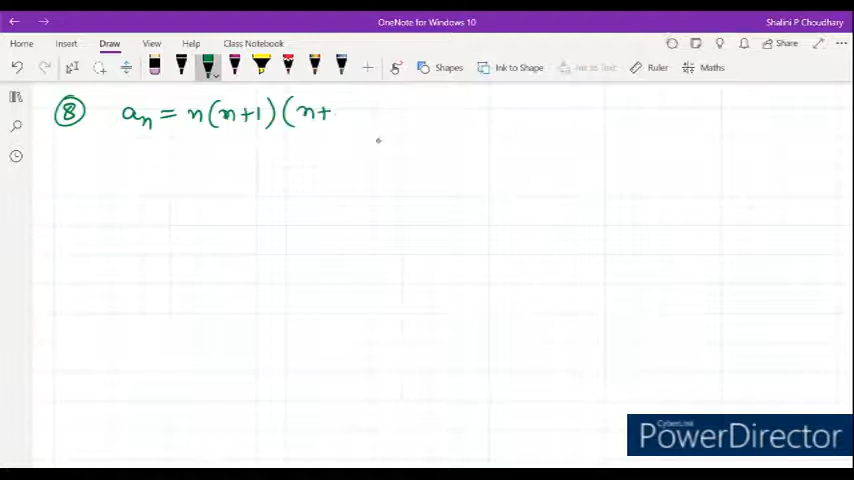 OneNote for Windows 10
Shalini P Choudhary
Home Insert Draw View Help Class Notebook Share
Shapes Ink to Shape Ink to Text Ruler Maths
8 aₙ = n(n+1)(n+
CyberLink
PowerDirector